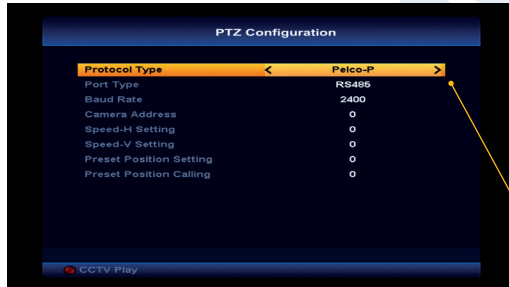 PTZ Configuration
Protocol Type < Pelco-P >
Port Type RS485
Baud Rate 2400
Camera Address 0
Speed-H Setting 0
Speed-V Setting 0
Preset Position Setting 0
Preset Position Calling 0
CCTV Play